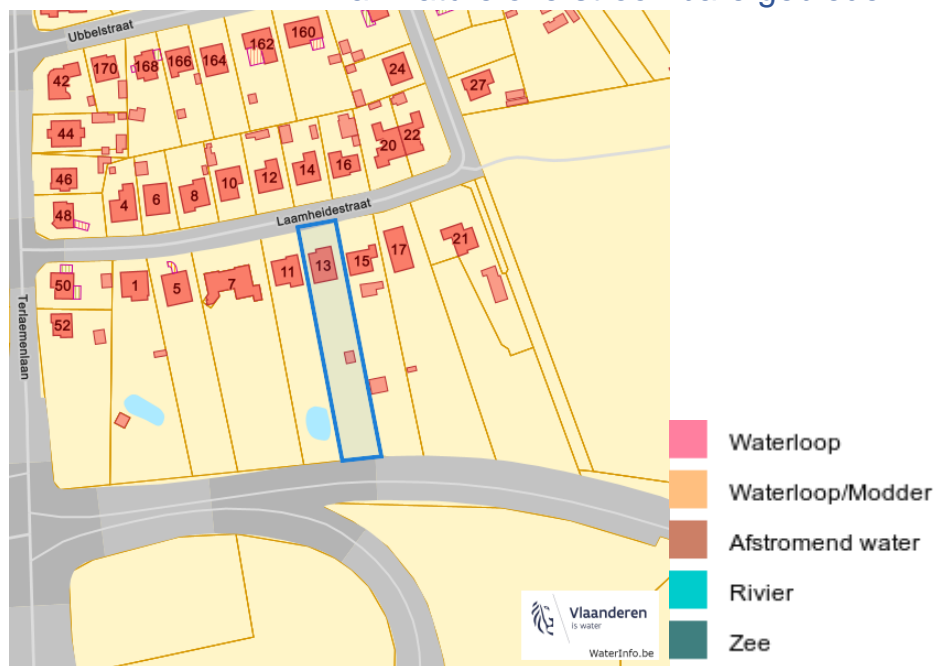 Ubbelstraat
160
162
164
166
168
170
42
24
27
44
22
20
16
14
12
10
8
6
4
46
48
Laamheidestraat
21
17
15
13
11
7
5
1
50
52
Terlaemenlaan
Waterloop
Waterloop/Modder
Afstromend water
Rivier
Zee
Vlaanderen
is water
WaterInfo.be